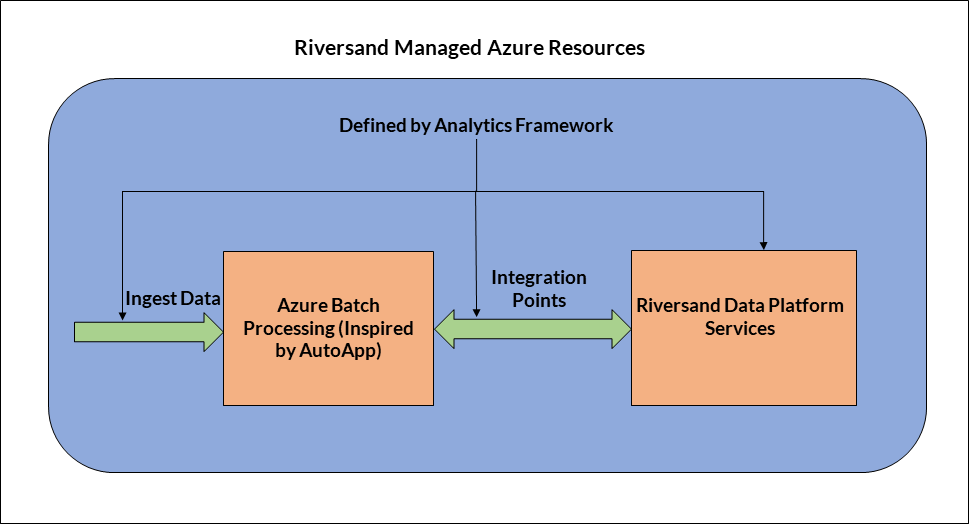 Riversand Managed Azure Resources
Defined by Analytics Framework
Ingest Data
Azure Batch
Processing (Inspired
by AutoApp)
Integration
Points
Riversand Data Platform
Services